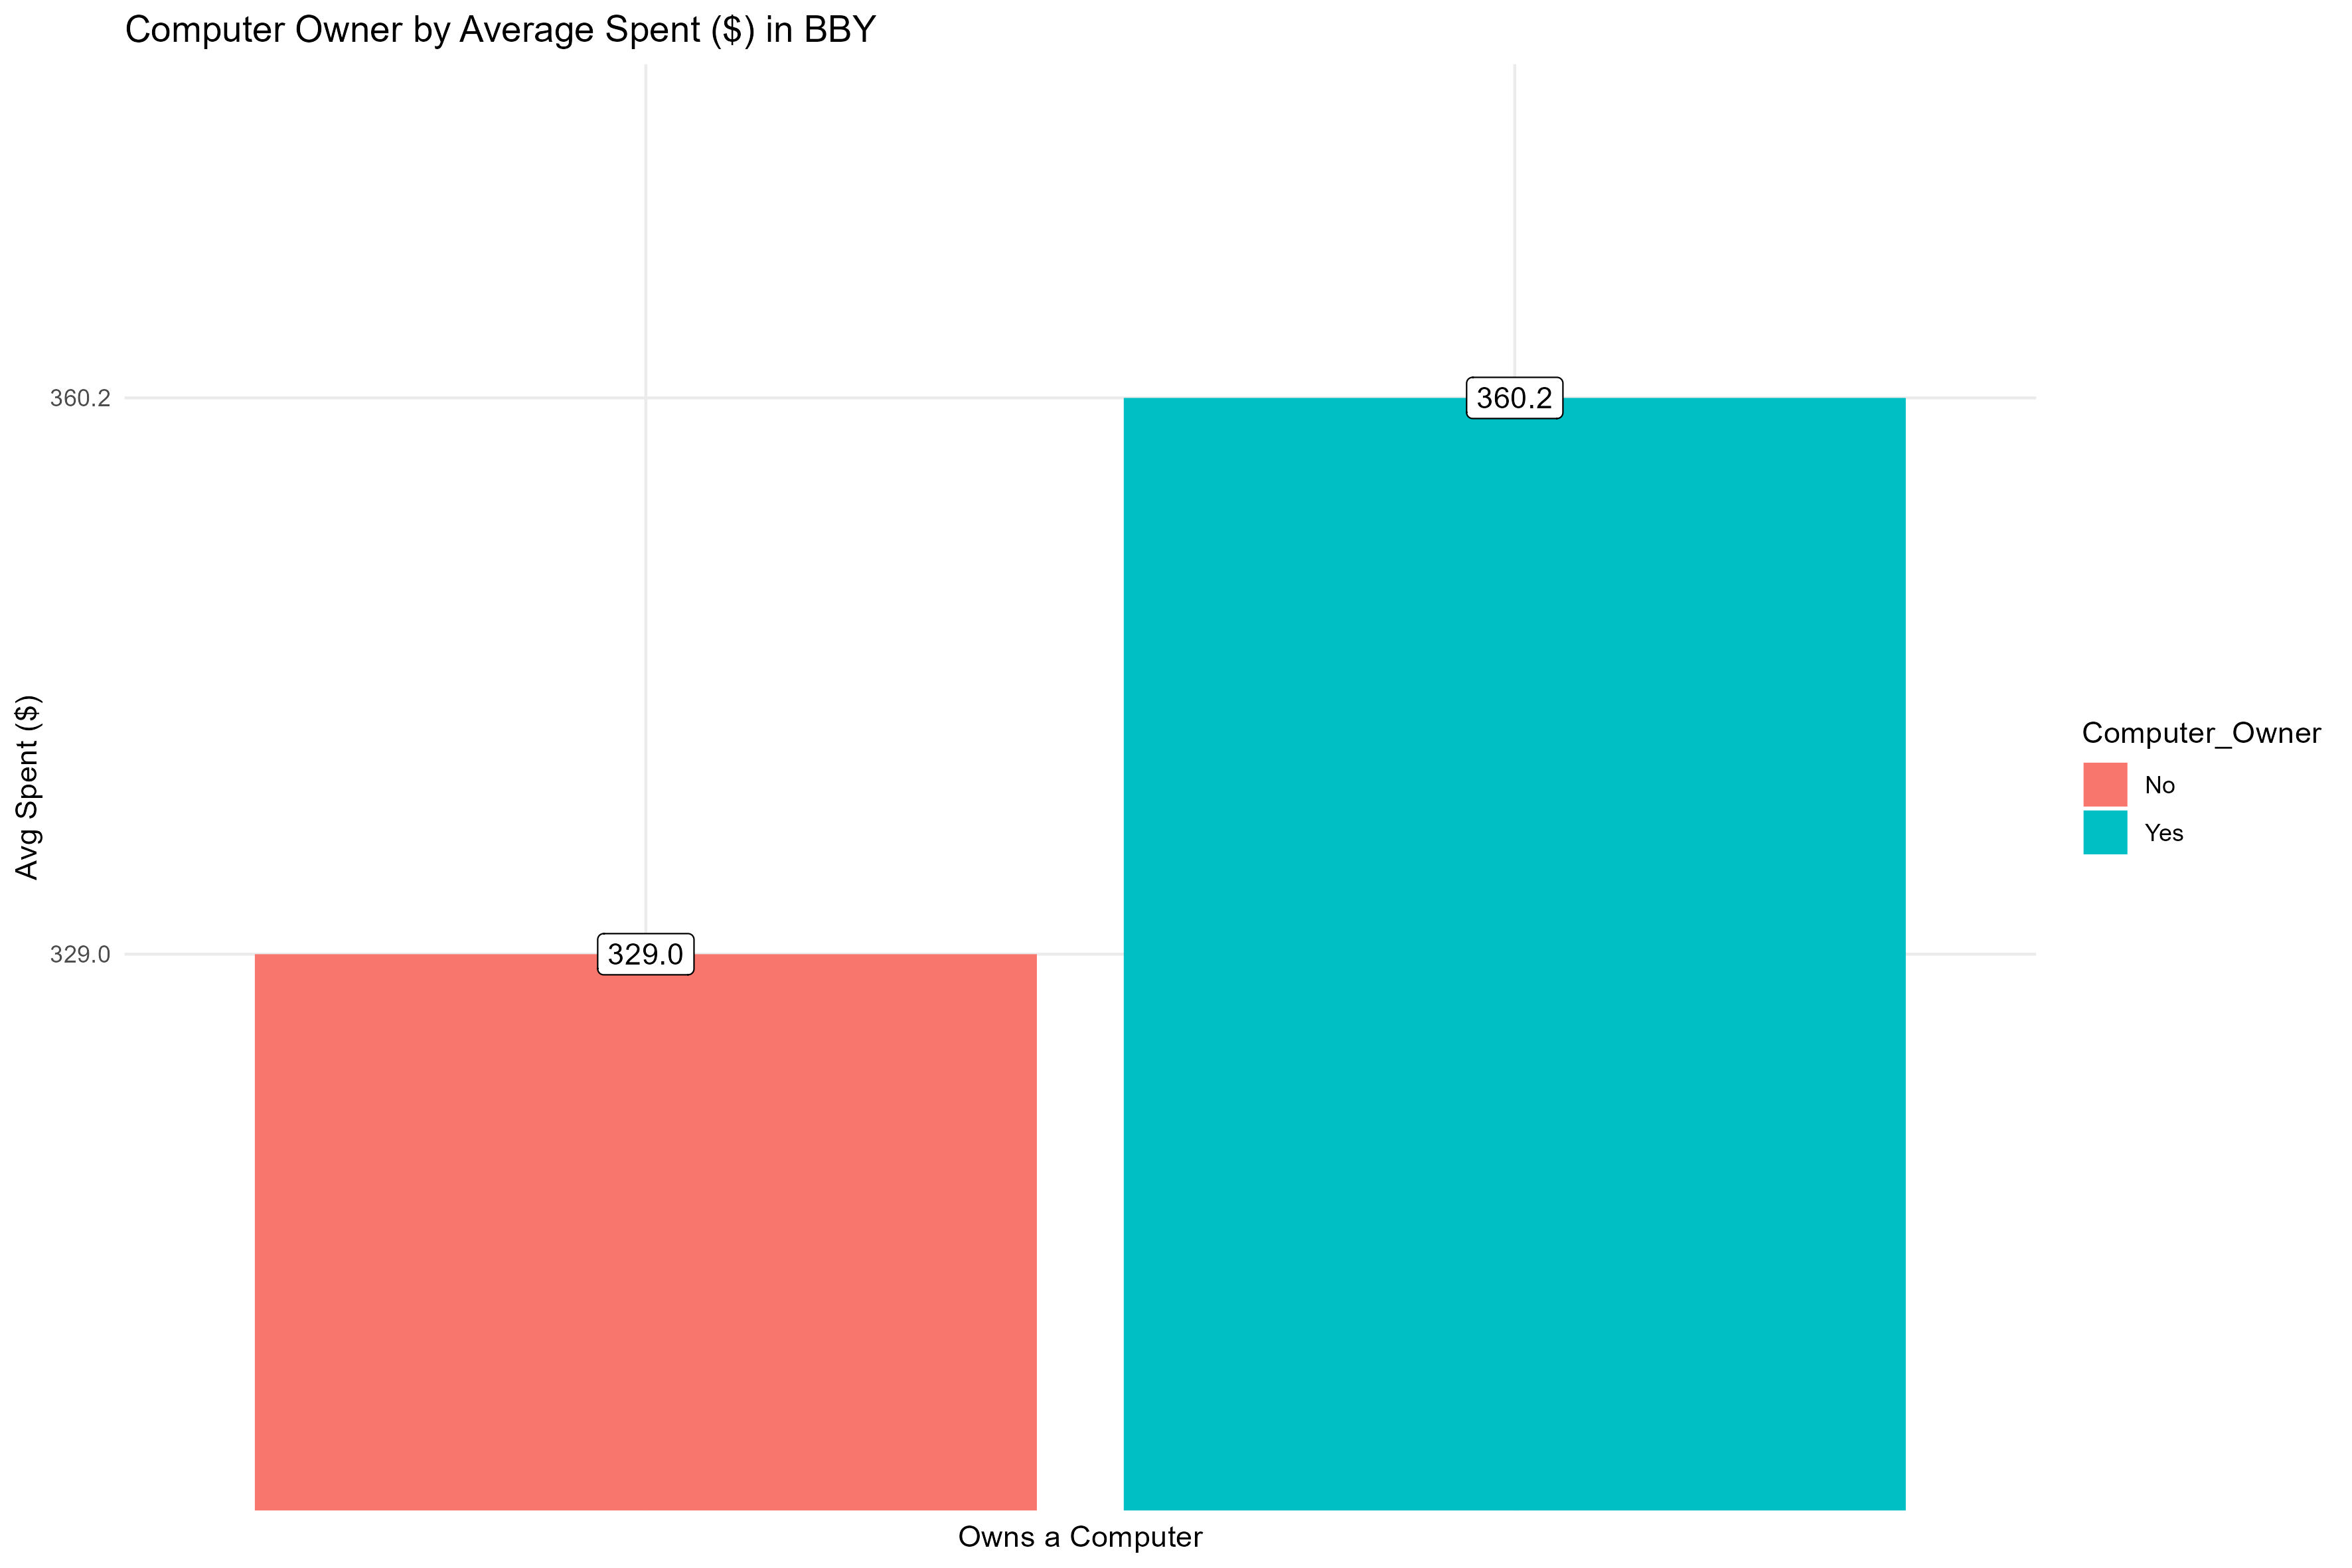 Computer Owner by Average Spent ($) in BBY
360.2
360.2
Avg Spent ($)
329.0
329.0
Computer_Owner
No
Yes
Owns a Computer